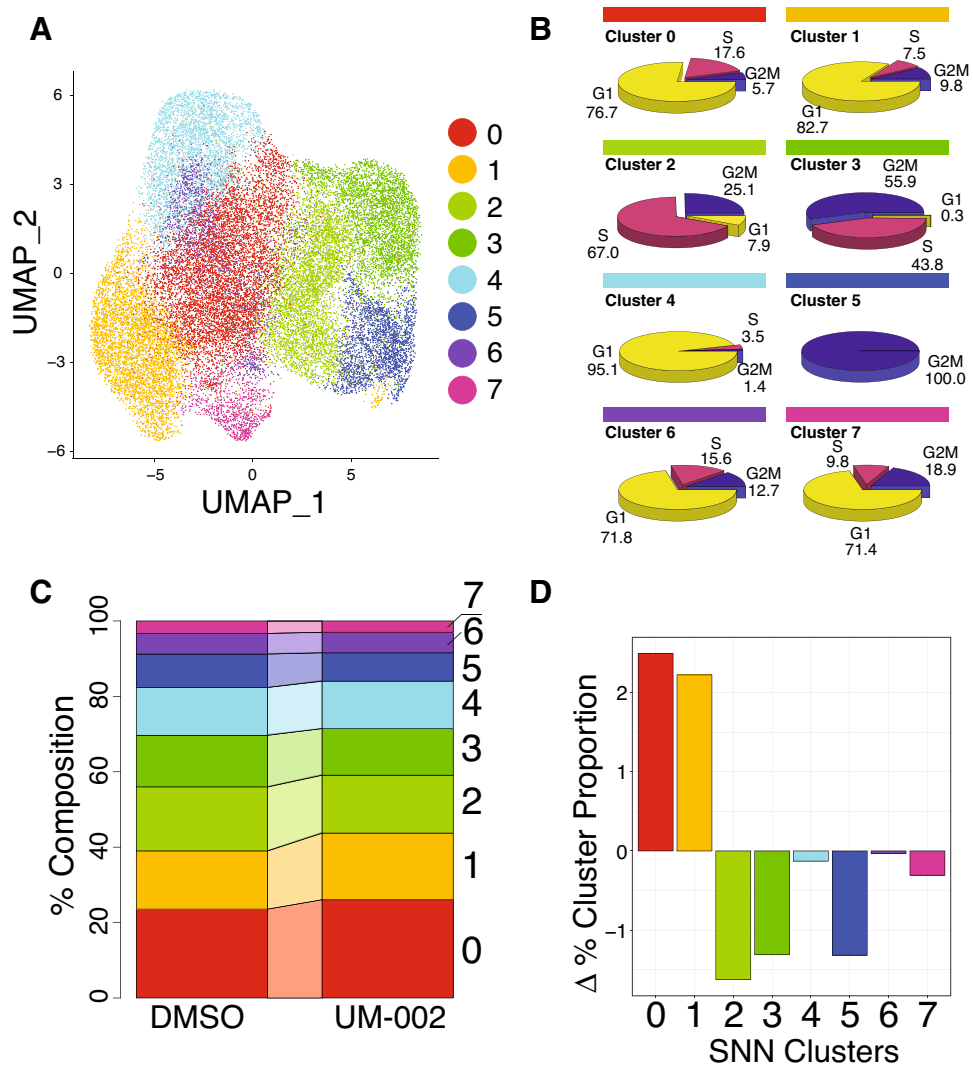 A
6
3
0
−3
−6
UMAP_2
−5
0
5
UMAP_1
0
1
2
3
4
5
6
7
B
Cluster 0
S
17.6
G2M
5.7
G1
76.7
Cluster 1
S
7.5
G2M
9.8
G1
82.7
Cluster 2
G2M
25.1
G1
7.9
S
67.0
Cluster 3
G2M
55.9
G1
0.3
S
43.8
Cluster 4
S
3.5
G1
95.1
G2M
1.4
Cluster 5
G2M
100.0
Cluster 6
S
15.6
G2M
12.7
G1
71.8
Cluster 7
S
9.8
G2M
18.9
G1
71.4
C
% Composition
100
80
60
40
20
0
7
6
5
4
3
2
1
0
DMSO
UM-002
D
Δ % Cluster Proportion
2
1
0
−1
0 1 2 3 4 5 6 7
SNN Clusters